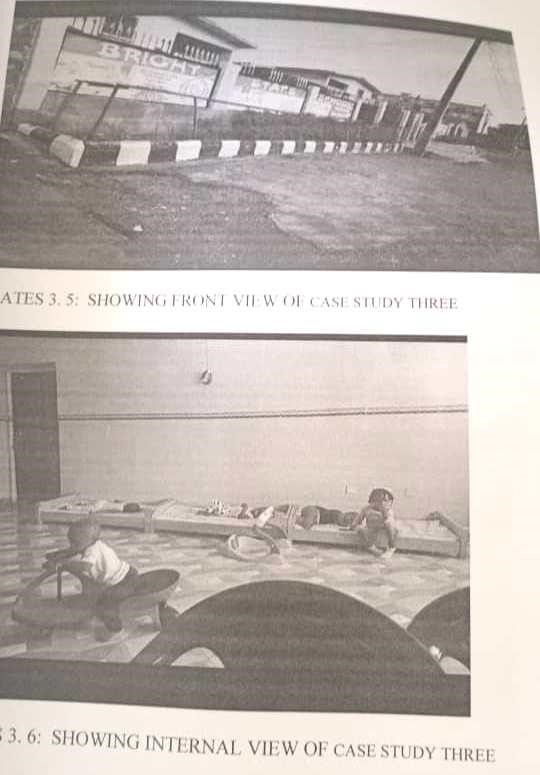 BRIGHT
STARS
ATES 3. 5: SHOWING FRONT VIEW OF CASE STUDY THREE
S 3. 6: SHOWING INTERNAL VIEW OF CASE STUDY THREE